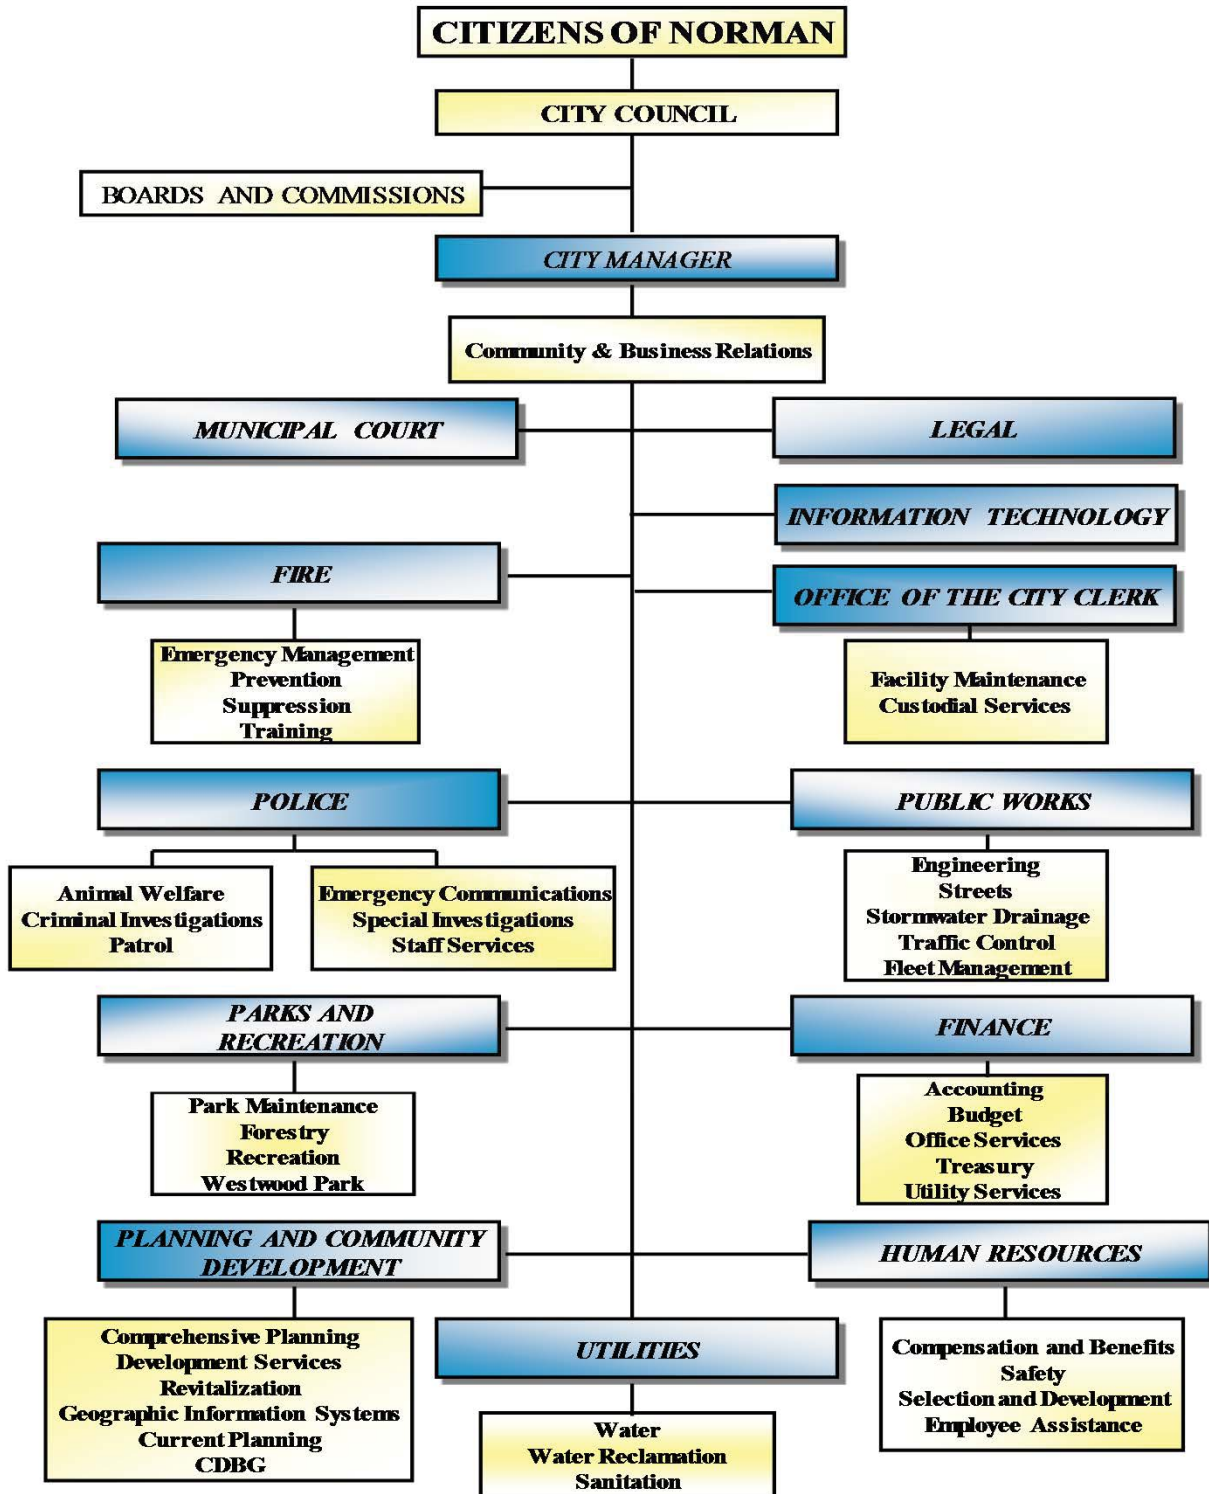 CITIZENS OF NORMAN
CITY COUNCIL
BOARDS AND COMMISSIONS
CITY MANAGER
Community & Business Relations
MUNICIPAL COURT
LEGAL
INFORMATION TECHNOLOGY
FIRE
OFFICE OF THE CITY CLERK
Emergency Management
Prevention
Suppression
Training
Facility Maintenance
Custodial Services
POLICE
PUBLIC WORKS
Animal Welfare
Criminal Investigations
Patrol
Emergency Communications
Special Investigations
Staff Services
Engineering
Streets
Stormwater Drainage
Traffic Control
Fleet Management
PARKS AND
RECREATION
FINANCE
Park Maintenance
Forestry
Recreation
Westwood Park
Accounting
Budget
Office Services
Treasury
Utility Services
PLANNING AND COMMUNITY
DEVELOPMENT
HUMAN RESOURCES
Comprehensive Planning
Development Services
Revitalization
Geographic Information Systems
Current Planning
CDBG
UTILITIES
Water
Water Reclamation
Sanitation
Compensation and Benefits
Safety
Selection and Development
Employee Assistance